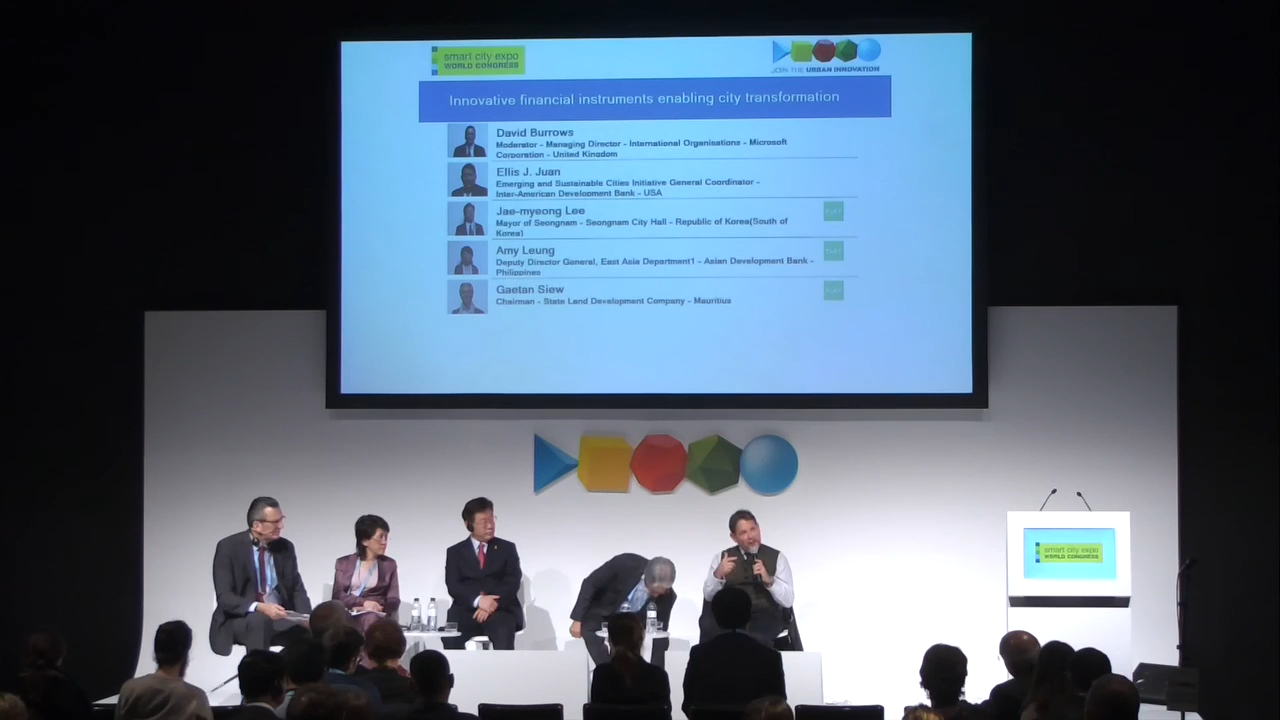 smart city expo
WORLD CONGRESS
JOIN THE URBAN INNOVATION
Innovative financial instruments enabling city transformation
David Burrows
Moderator - Managing Director - International Organisations - Microsoft
Corporation - United Kingdom
Ellis J. Juan
Emerging and Sustainable Cities Initiative General Coordinator -
Inter-American Development Bank - USA
Jae-myeong Lee
Mayor of Seongnam - Seongnam City Hall - Republic of Korea(South of
Korea)
Amy Leung
Deputy Director General, East Asia Department1 - Asian Development Bank -
Philippines
Gaetan Siew
Chairman - State Land Development Company - Mauritius
smart city expo
WORLD CONGRESS